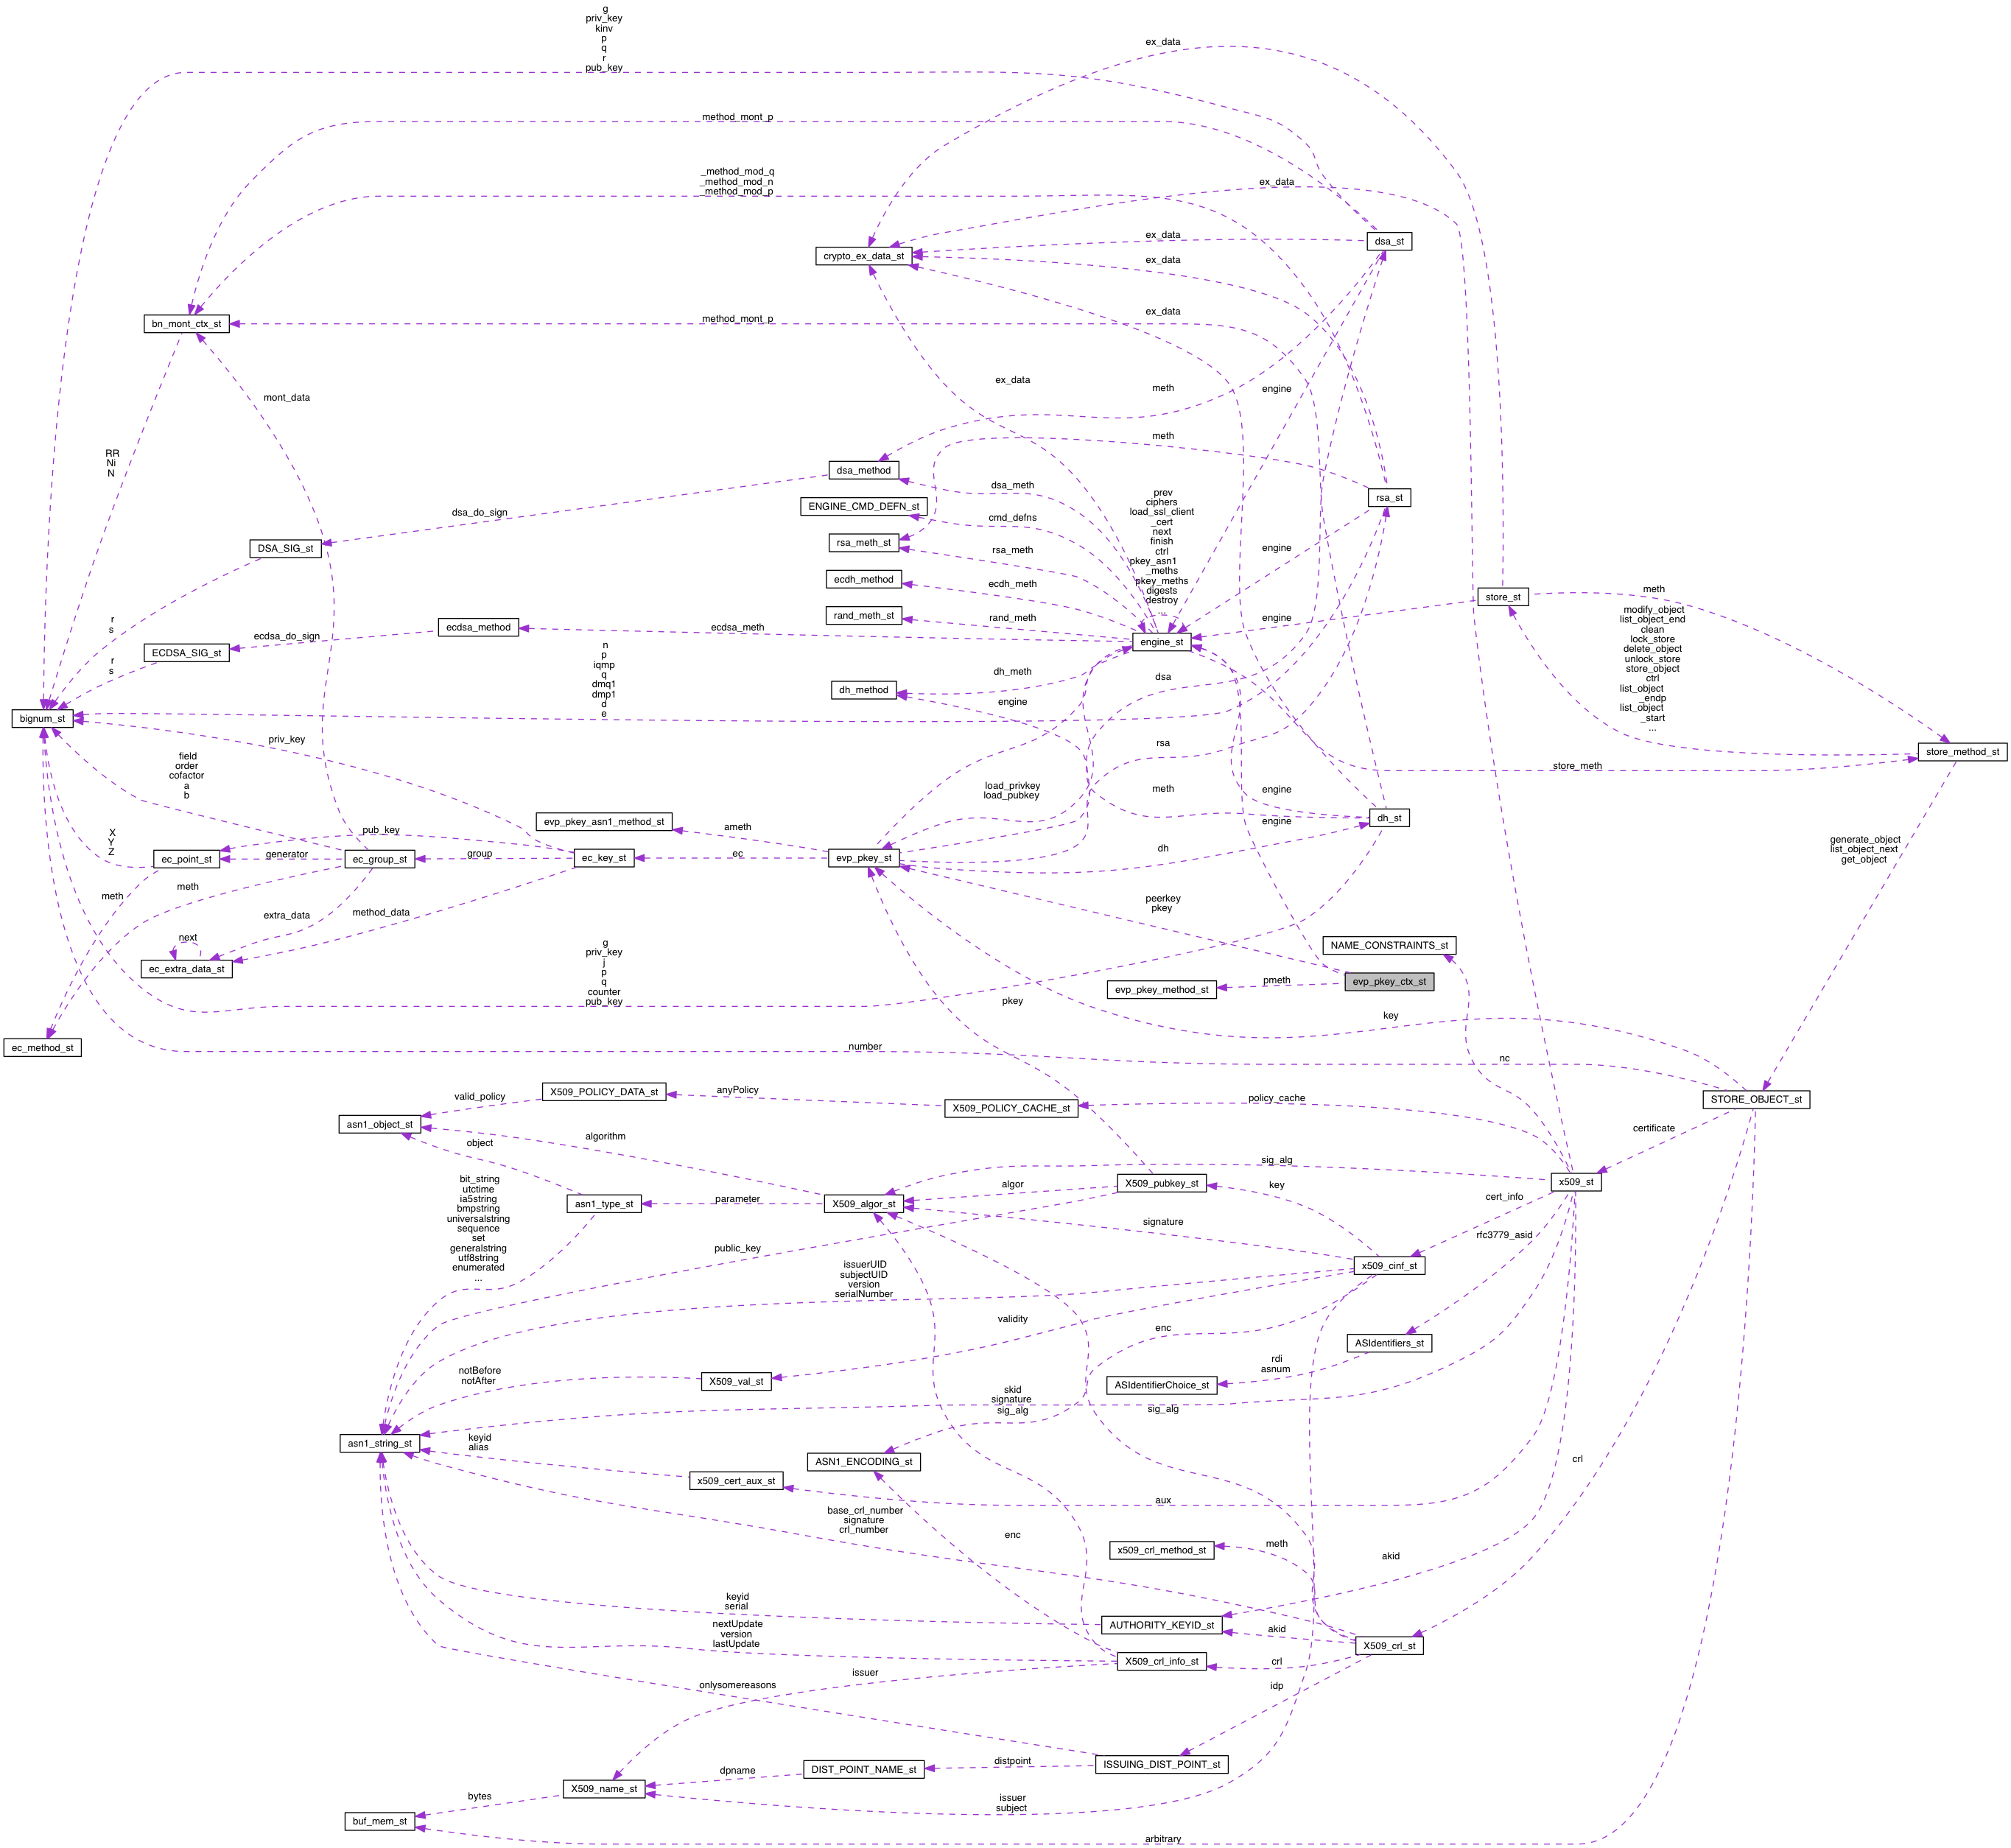 g
priv_key
kinv
p
q
r
pub_key
ex_data
method_mont_p
_method_mod_q
_method_mod_n
_method_mod_p
ex_data
dsa_st
ex_data
crypto_ex_data_st
ex_data
bn_mont_ctx_st
method_mont_p
ex_data
ex_data
mont_data
meth
engine
meth
RR
Ni
N
dsa_method
dsa_meth
rsa_st
ENGINE_CMD_DEFN_st
cmd_defns
prev
ciphers
load_ssl_client
_cert
next
finish
ctrl
pkey_asn1
_meths
pkey_meths
digests
destroy
...
dsa_do_sign
DSA_SIG_st
rsa_meth_st
rsa_meth
engine
ecdh_method
ecdh_meth
store_st
meth
rand_meth_st
rand_meth
engine
modify_object
list_object_end
clean
lock_store
delete_object
unlock_store
store_object
ctrl
list_object
_endp
list_object
_start
...
r
s
ecdsa_do_sign
ecdsa_method
ecdsa_meth
engine_st
ECDSA_SIG_st
r
s
n
p
iqmp
q
dmq1
dmp1
d
e
dh_meth
dsa
dh_method
engine
bignum_st
priv_key
rsa
store_meth
store_method_st
field
order
cofactor
a
b
load_privkey
load_pubkey
meth
engine
evp_pkey_asn1_method_st
ameth
engine
dh_st
X
Y
Z
pub_key
ec_point_st
generator
ec_group_st
group
ec_key_st
ec
evp_pkey_st
dh
generate_object
list_object_next
get_object
meth
meth
extra_data
method_data
peerkey
pkey
next
ec_extra_data_st
g
priv_key
j
p
q
counter
pub_key
NAME_CONSTRAINTS_st
pmeth
evp_pkey_ctx_st
evp_pkey_method_st
pkey
key
ec_method_st
number
nc
X509_POLICY_DATA_st
anyPolicy
valid_policy
X509_POLICY_CACHE_st
policy_cache
STORE_OBJECT_st
asn1_object_st
algorithm
object
certificate
sig_alg
bit_string
utctime
ia5string
bmpstring
universalstring
sequence
set
generalstring
utf8string
enumerated
...
X509_pubkey_st
algor
key
x509_st
asn1_type_st
parameter
X509_algor_st
cert_info
signature
rfc3779_asid
public_key
issuerUID
subjectUID
version
serialNumber
x509_cinf_st
validity
enc
ASIdentifiers_st
rdi
asnum
notBefore
notAfter
X509_val_st
ASIdentifierChoice_st
skid
signature
sig_alg
sig_alg
asn1_string_st
keyid
alias
ASN1_ENCODING_st
crl
x509_cert_aux_st
aux
base_crl_number
signature
crl_number
enc
x509_crl_method_st
meth
akid
keyid
serial
AUTHORITY_KEYID_st
akid
X509_crl_st
nextUpdate
version
lastUpdate
X509_crl_info_st
crl
issuer
onlysomereasons
idp
distpoint
ISSUING_DIST_POINT_st
dpname
DIST_POINT_NAME_st
X509_name_st
bytes
issuer
subject
buf_mem_st
arbitrary